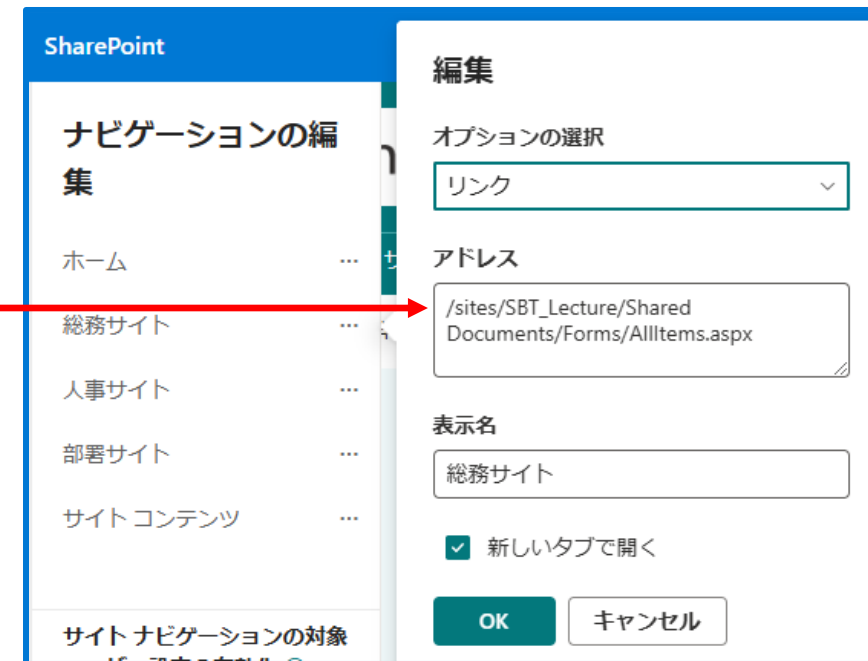 SharePoint
ナビゲーションの編
集
ホーム ...
総務サイト ...
人事サイト ...
部署サイト ...
サイト コンテンツ ...
サイト ナビゲーションの対象
編集
オプションの選択
リンク
アドレス
/sites/SBT_Lecture/Shared
Documents/Forms/AllItems.aspx
表示名
総務サイト
新しいタブで開く
OK キャンセル